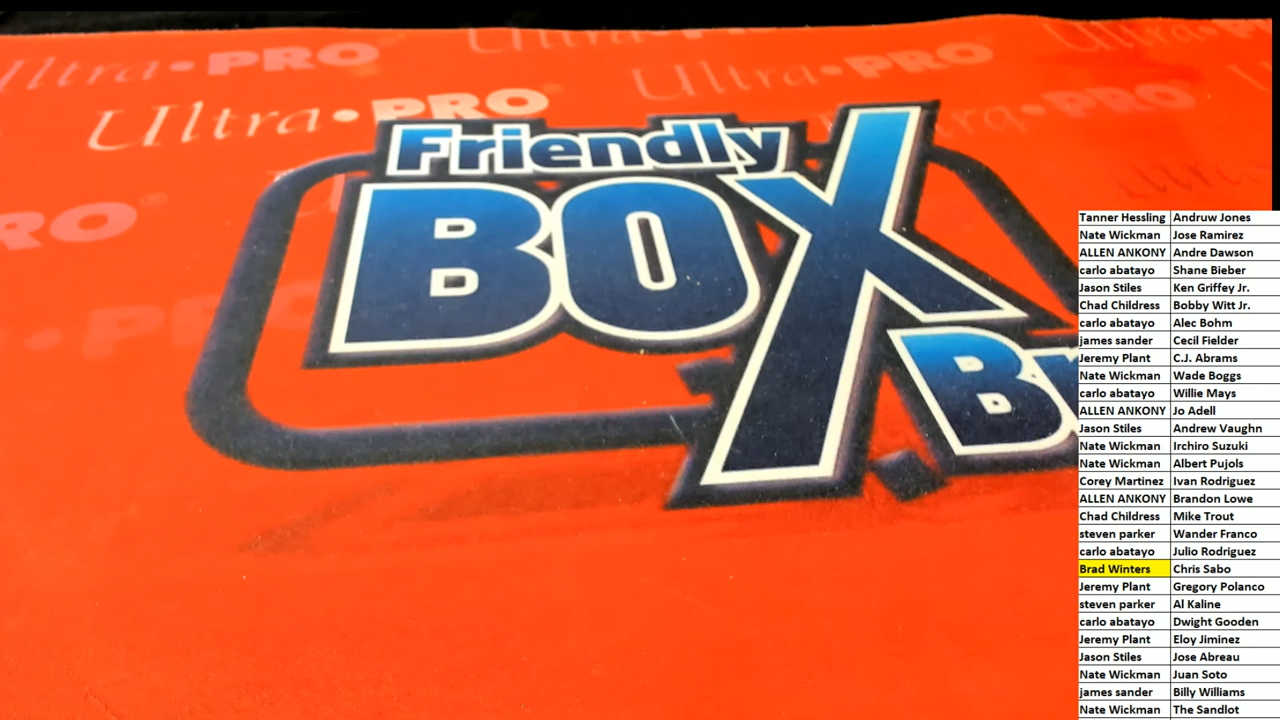 Ultra•PRO
Ultra•PRO
Ultra•PRO®
Ultra•PRO
PRO®
Friendly
BOX
Tanner Hessling Andruw Jones
Nate Wickman Jose Ramirez
ALLEN ANKONY Andre Dawson
carlo abatayo Shane Bieber
Jason Stiles Ken Griffey Jr.
Chad Childress Bobby Witt Jr.
carlo abatayo Alec Bohm
james sander Cecil Fielder
Jeremy Plant C.J. Abrams
Nate Wickman Wade Boggs
carlo abatayo Willie Mays
ALLEN ANKONY Jo Adell
Jason Stiles Andrew Vaughn
Nate Wickman Irchiro Suzuki
Nate Wickman Albert Pujols
Corey Martinez Ivan Rodriguez
ALLEN ANKONY Brandon Lowe
Chad Childress Mike Trout
steven parker Wander Franco
carlo abatayo Julio Rodriguez
Brad Winters Chris Sabo
Jeremy Plant Gregory Polanco
steven parker Al Kaline
carlo abatayo Dwight Gooden
Jeremy Plant Eloy Jiminez
Jason Stiles Jose Abreau
Nate Wickman Juan Soto
james sander Billy Williams
Nate Wickman The Sandlot